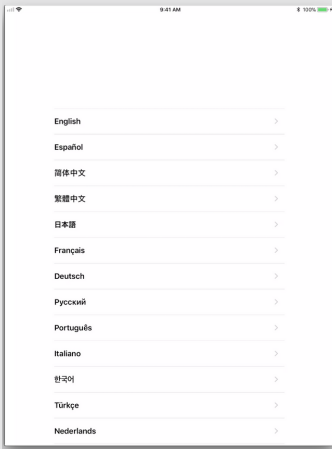 9:41 AM
100%
English
Español
简体中文
繁體中文
日本語
Français
Deutsch
Русский
Português
Italiano
한국어
Türkçe
Nederlands